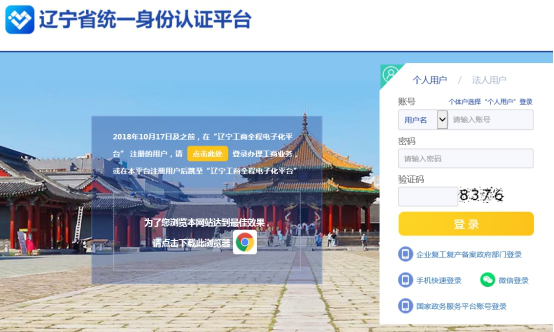 辽宁省统一身份认证平台
个人用户 / 法人用户
账号 个体户选择“个人用户”登录
用户名 请输入账号
密码
请输入密码
验证码
8376
登录
企业复工复产备案政府部门登录
手机快速登录 微信登录
国家政务服务平台账号登录
2018年10月17日及之前，在“辽宁工商全程电子化平
台” 注册的用户，请 点击此处 登录办理工商业务
或在本平台注册用户后跳至“辽宁工商全程电子化平台”
为了您浏览本网站达到最佳效果
请点击下载此浏览器